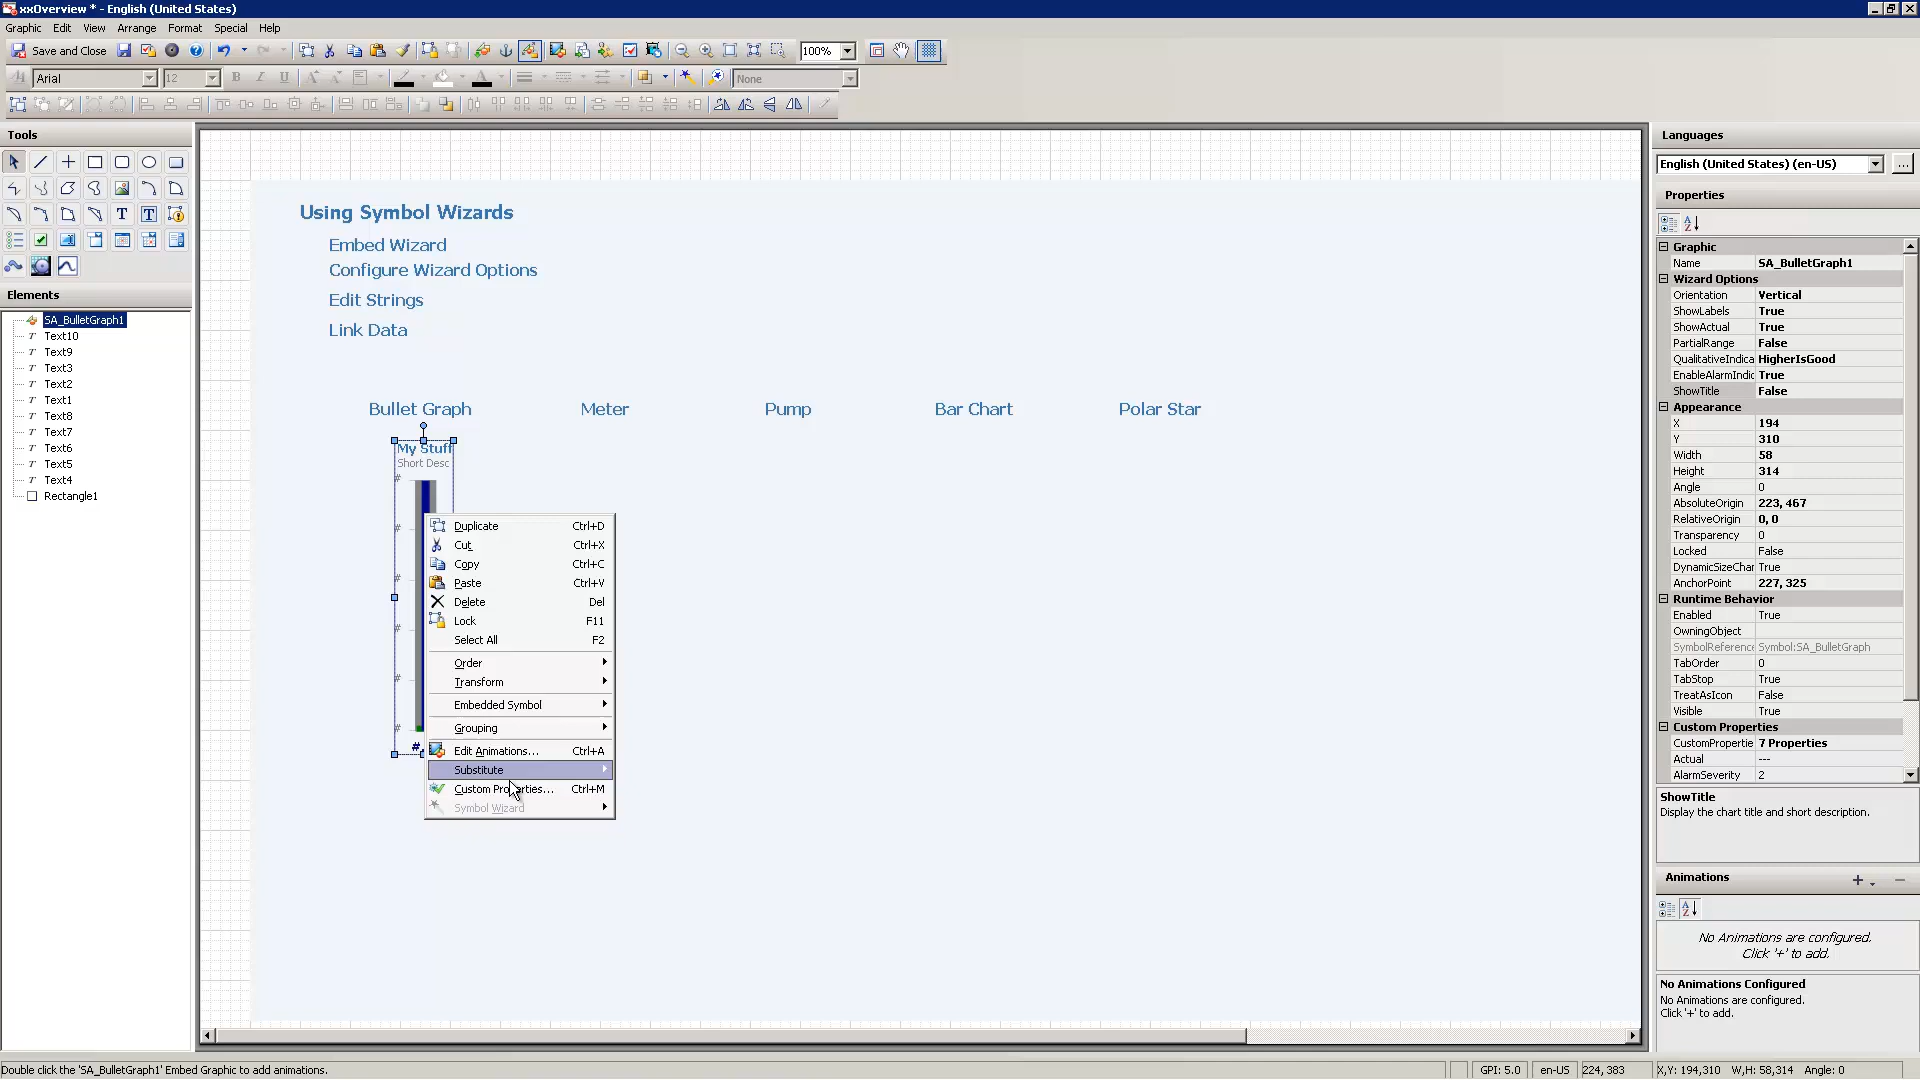 xxOverview * - English (United States)
Graphic Edit View Arrange Format Special Help
Save and Close
100%
Arial 12 B I U A A A None
Tools
T T
Elements
SA_BulletGraph1
Text10
Text9
Text3
Text2
Text1
Text8
Text7
Text6
Text5
Text4
Rectangle1
Using Symbol Wizards
Embed Wizard
Configure Wizard Options
Edit Strings
Link Data
Bullet Graph Meter Pump Bar Chart Polar Star
My Stuff
Short Desc
#
#
#
#
#
#
#
Duplicate Ctrl+D
Cut Ctrl+X
Copy Ctrl+C
Paste Ctrl+V
Delete Del
Lock F11
Select All F2
Order
Transform
Embedded Symbol
Grouping
Edit Animations... Ctrl+A
Substitute
Custom Properties... Ctrl+M
Symbol Wizard
Languages
English (United States) (en-US) ...
Properties
Graphic
Name SA_BulletGraph1
Wizard Options
Orientation Vertical
ShowLabels True
ShowActual True
PartialRange False
QualitativeIndica HigherIsGood
EnableAlarmIndic True
ShowTitle False
Appearance
X 194
Y 310
Width 58
Height 314
Angle 0
AbsoluteOrigin 223, 467
RelativeOrigin 0, 0
Transparency 0
Locked False
DynamicSizeChar True
AnchorPoint 227, 325
Runtime Behavior
Enabled True
OwningObject
SymbolReference Symbol:SA_BulletGraph
TabOrder 0
TabStop True
TreatAsIcon False
Visible True
Custom Properties
CustomPropertie 7 Properties
Actual ---
AlarmSeverity 2
ShowTitle
Display the chart title and short description.
Animations
No Animations are configured.
Click '+' to add.
No Animations Configured
No Animations are configured.
Click '+' to add.
Double click the 'SA_BulletGraph1' Embed Graphic to add animations. GPI: 5.0 en-US 224, 383 X,Y: 194,310 W,H: 58,314 Angle: 0